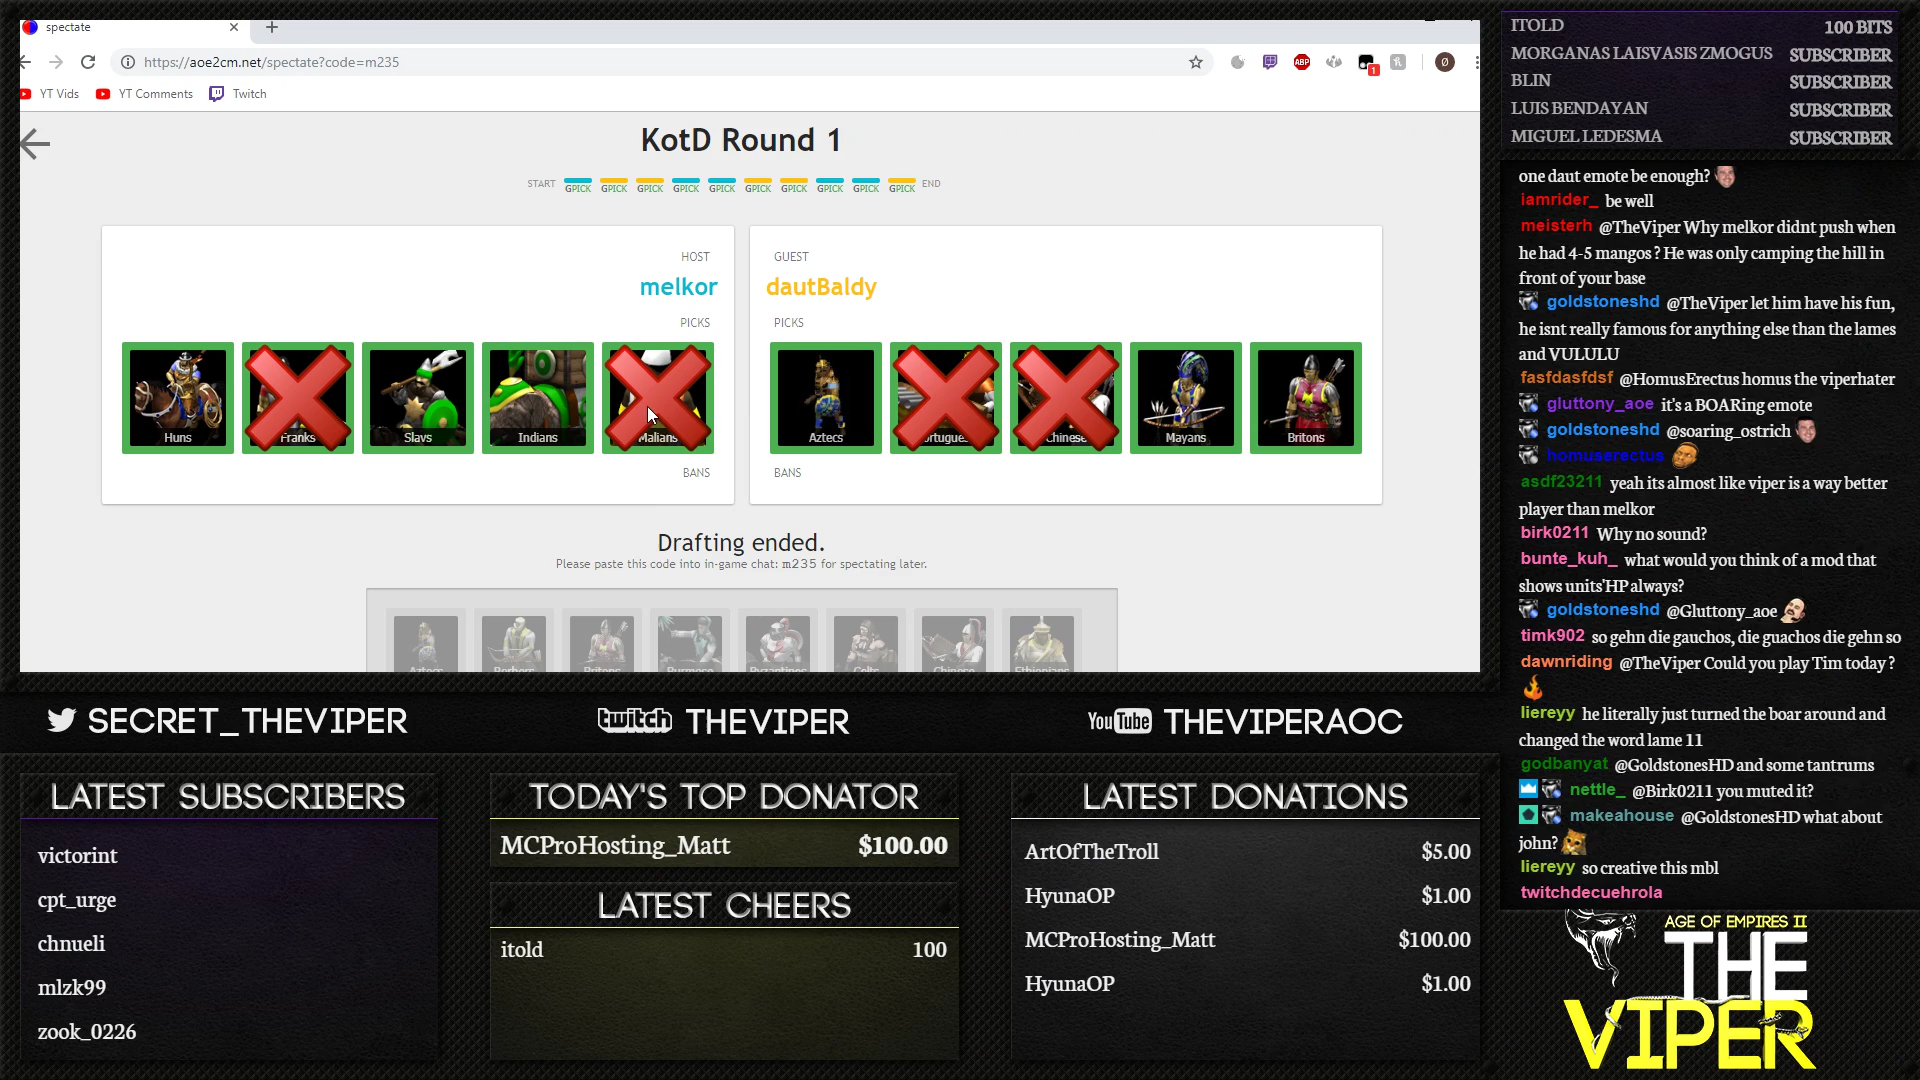 spectate
https://aoe2cm.net/spectate?code=m235
ABP
1
YT Vids
YT Comments
Twitch
KotD Round 1
START GPICK GPICK GPICK GPICK GPICK GPICK GPICK GPICK GPICK GPICK END
HOST
melkor
PICKS
Huns
Franks
Slavs
Indians
Malians
BANS
GUEST
dautBaldy
PICKS
Aztecs
Chinese
Mayans
Britons
BANS
Drafting ended.
Please paste this code into in-game chat: m235 for spectating later.
Aztecs Berbers Britons Burmese Byzantines Celts Chinese Ethiopians
SECRET_THEVIPER
twitch THEVIPER
YouTube THEVIPERAOC
LATEST SUBSCRIBERS
victorint
cpt_urge
chnueli
mlzk99
zook_0226
TODAY'S TOP DONATOR
MCProHosting_Matt $100.00
LATEST CHEERS
itold 100
LATEST DONATIONS
ArtOfTheTroll $5.00
HyunaOP $1.00
MCProHosting_Matt $100.00
HyunaOP $1.00
ITOLD 100 BITS
MORGANAS LAISVASIS ZMOGUS SUBSCRIBER
BLIN SUBSCRIBER
LUIS BENDAYAN SUBSCRIBER
MIGUEL LEDESMA SUBSCRIBER
one daut emote be enough?
iamrider_ be well
meisterh @TheViper Why melkor didnt push when
he had 4-5 mangos ? He was only camping the hill in
front of your base
goldstoneshd @TheViper let him have his fun,
he isnt really famous for anything else than the lames
and VULULU
fasfdasfdsf @HomusErectus homus the viperhater
gluttony_aoe it's a BOARing emote
goldstoneshd @soaring_ostrich
homuserectus
asdf23211 yeah its almost like viper is a way better
player than melkor
birk0211 Why no sound?
bunte_kuh_ what would you think of a mod that
shows units'HP always?
goldstoneshd @Gluttony_aoe
timk902 so gehn die gauchos, die guachos die gehn so
dawnriding @TheViper Could you play Tim today ?
liereyy he literally just turned the boar around and
changed the word lame 11
godbanyat @GoldstonesHD and some tantrums
nettle_ @Birk0211 you muted it?
makeahouse @GoldstonesHD what about
john?
liereyy so creative this mbl
twitchdecuehrola
AGE OF EMPIRES II
THE
VIPER